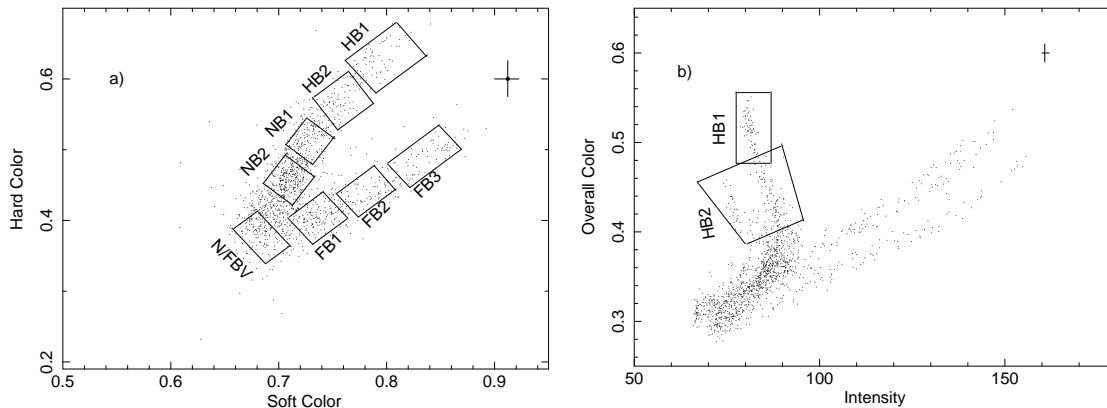 a)
HB1
HB2
NB1
NB2
N/FBV
FB1
FB2
FB3
0.2
0.4
0.6
Hard Color
0.5
0.6
0.7
0.8
0.9
Soft Color
b)
HB1
HB2
0.3
0.4
0.5
0.6
Overall Color
50
100
150
Intensity